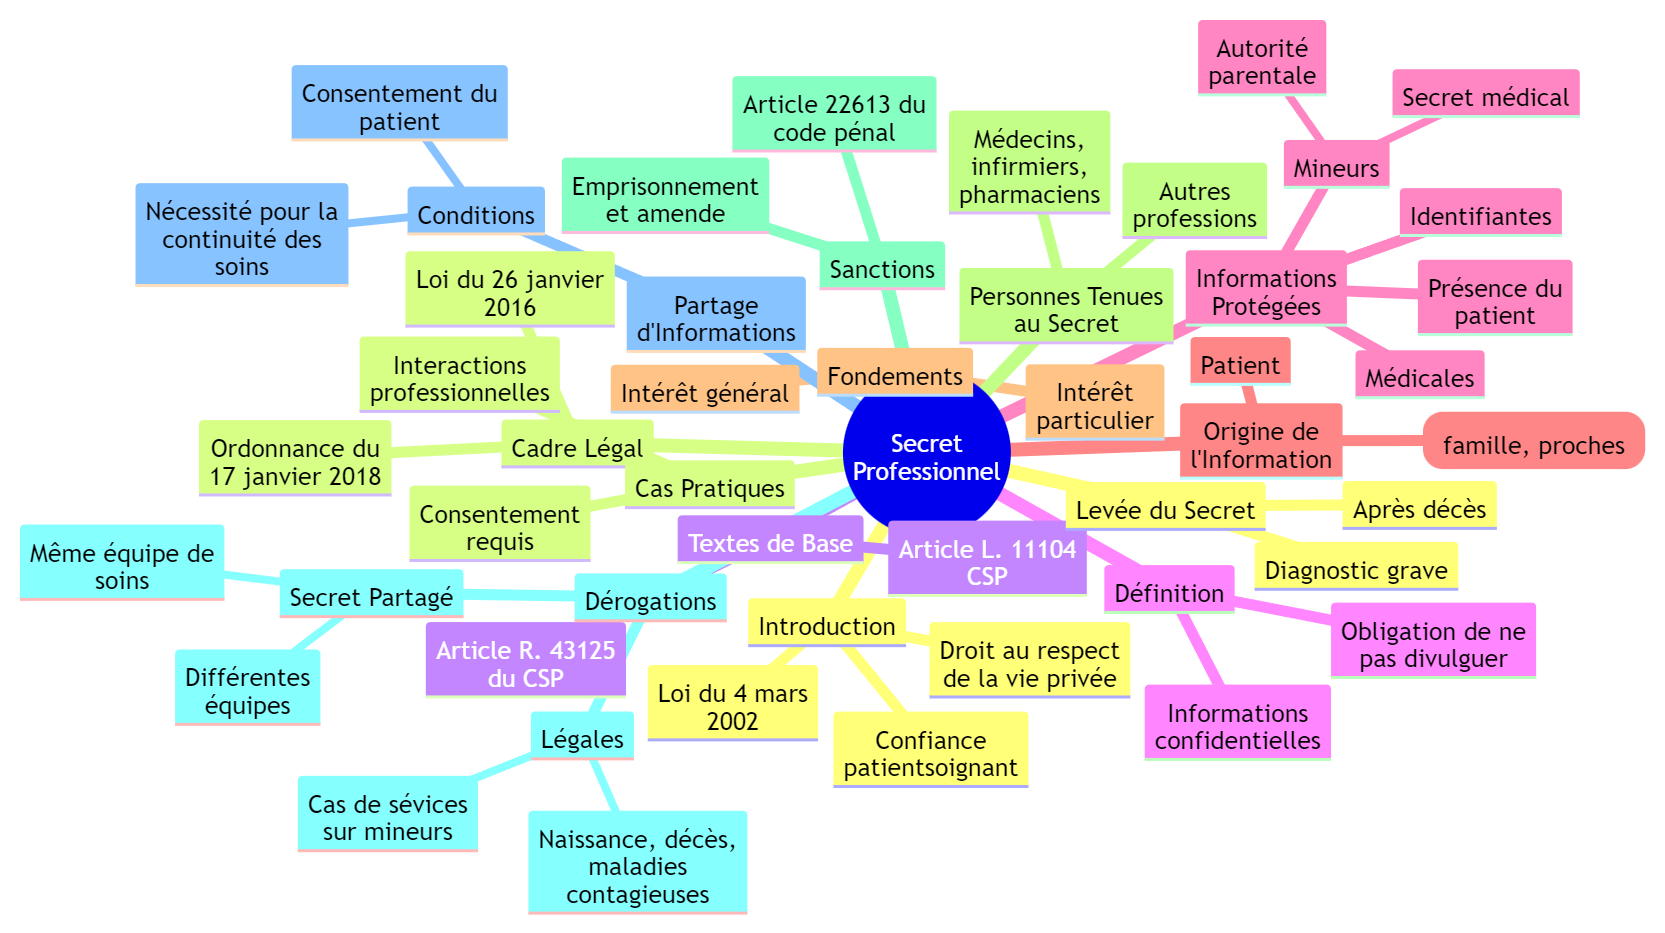 Secret
Professionnel
Introduction
Loi du 4 mars
2002
Confiance
patientsoignant
Droit au respect
de la vie privée
Définition
Informations
confidentielles
Obligation de ne
pas divulguer
Textes de Base
Article L. 11104
CSP
Article R. 43125
du CSP
Origine de
l'Information
Patient
famille, proches
Fondements
Intérêt général
Intérêt
particulier
Personnes Tenues
au Secret
Médecins,
infirmiers,
pharmaciens
Autres
professions
Sanctions
Article 22613 du
code pénal
Emprisonnement
et amende
Dérogations
Légales
Naissance, décès,
maladies
contagieuses
Cas de sévices
sur mineurs
Secret Partagé
Même équipe de
soins
Différentes
équipes
Partage
d'Informations
Conditions
Consentement du
patient
Nécessité pour la
continuité des
soins
Informations
Protégées
Médicales
Présence du
patient
Identifiantes
Mineurs
Secret médical
Autorité
parentale
Levée du Secret
Après décès
Diagnostic grave
Cadre Légal
Loi du 26 janvier
2016
Ordonnance du
17 janvier 2018
Cas Pratiques
Interactions
professionnelles
Consentement
requis